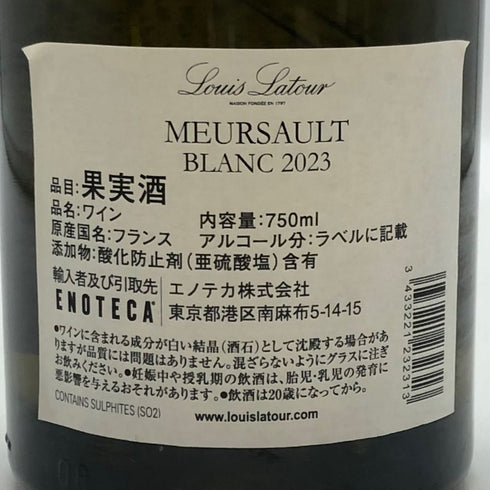 Louis Latour
MAISON FONDÉE EN 1797
MEURSAULT
BLANC 2023
品目:果実酒
品名:ワイン 内容量:750ml
原産国名:フランス アルコール分:ラベルに記載
添加物:酸化防止剤(亜硫酸塩)含有
輸入者及び引取先 エノテカ株式会社
ENOTECA 東京都港区南麻布5-14-15
●ワインに含まれる成分が白い結晶(酒石)として沈殿する場合があ
りますが品質には問題はありません。混ざらないようにグラスに注ぎ
お飲みください。●妊娠中や授乳期の飲酒は、胎児・乳児の発育に
悪影響を与えるおそれがあります。●飲酒は20歳になってから。
CONTAINS SULPHITES (SO2) www.louislatour.com
3 433221 232313